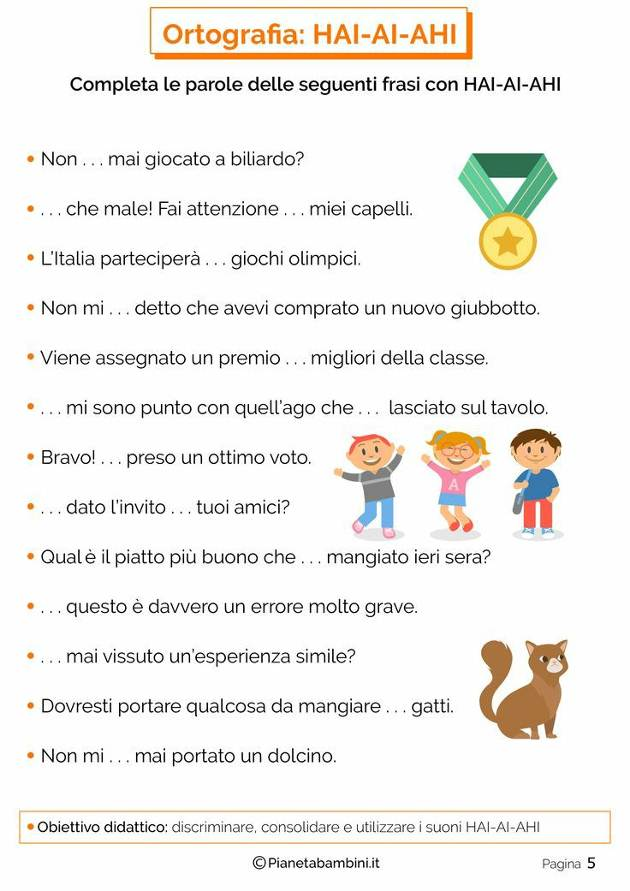 Ortografia: HAI-AI-AHI
Completa le parole delle seguenti frasi con HAI-AI-AHI
• Non . . . mai giocato a biliardo?
• . . . che male! Fai attenzione . . . miei capelli.
• L'Italia parteciperà . . . giochi olimpici.
• Non mi . . . detto che avevi comprato un nuovo giubbotto.
• Viene assegnato un premio . . . migliori della classe.
• . . . mi sono punto con quell'ago che . . . lasciato sul tavolo.
• Bravo! . . . preso un ottimo voto.
• . . . dato l'invito . . . tuoi amici?
• Qual è il piatto più buono che . . . mangiato ieri sera?
• . . . questo è davvero un errore molto grave.
• . . . mai vissuto un'esperienza simile?
• Dovresti portare qualcosa da mangiare . . . gatti.
• Non mi . . . mai portato un dolcino.
A
• Obiettivo didattico: discriminare, consolidare e utilizzare i suoni HAI-AI-AHI
©Pianetabambini.it
Pagina 5